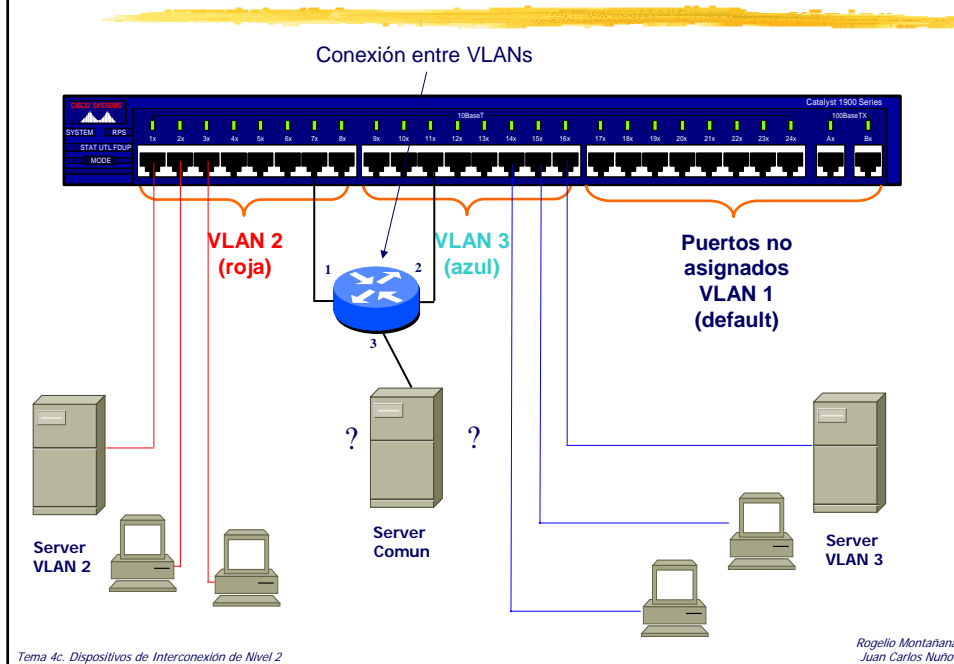 Conexión entre VLANs
CISCO SYSTEMS
Catalyst 1900 Series
10BaseT
100BaseTX
SYSTEM RPS
STAT UTL FDUP
MODE
1x 2x 3x 4x 5x 6x 7x 8x 9x 10x 11x 12x 13x 14x 15x 16x 17x 18x 19x 20x 21x 22x 23x 24x Ax Bx
VLAN 2
(roja)
VLAN 3
(azul)
Puertos no
asignados
VLAN 1
(default)
1
2
3
?
?
Server
VLAN 2
Server
Comun
Server
VLAN 3
Tema 4c. Dispositivos de Interconexión de Nivel 2
Rogelio Montañana
Juan Carlos Nuño